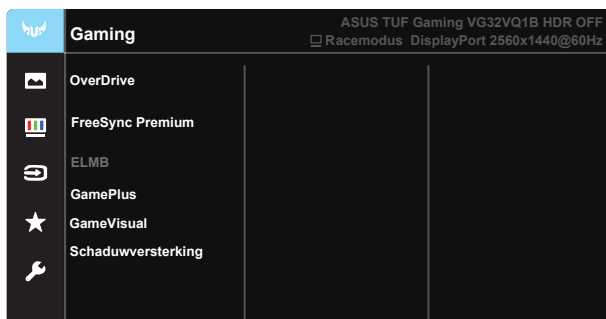 Gaming
ASUS TUF Gaming VG32VQ1B HDR OFF
Racemodus DisplayPort 2560x1440@60Hz
OverDrive
FreeSync Premium
ELMB
GamePlus
GameVisual
Schaduwversterking